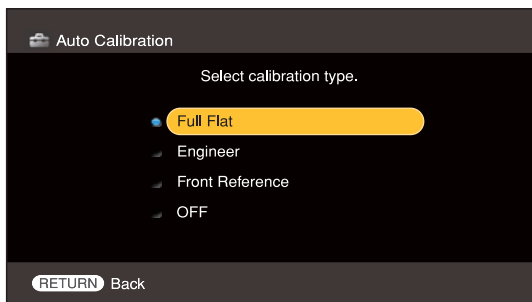 Auto Calibration
Select calibration type.
Full Flat
Engineer
Front Reference
OFF
RETURN Back